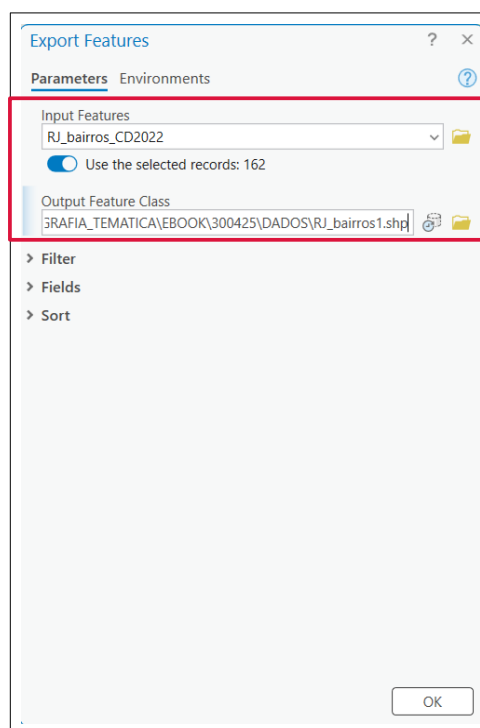 Export Features ? ×
Parameters Environments ?
Input Features
RJ_bairros_CD2022
Use the selected records: 162
Output Feature Class
GRAFIA_TEMATICA\EBOOK\300425\DADOS\RJ_bairros1.shp
> Filter
> Fields
> Sort
OK